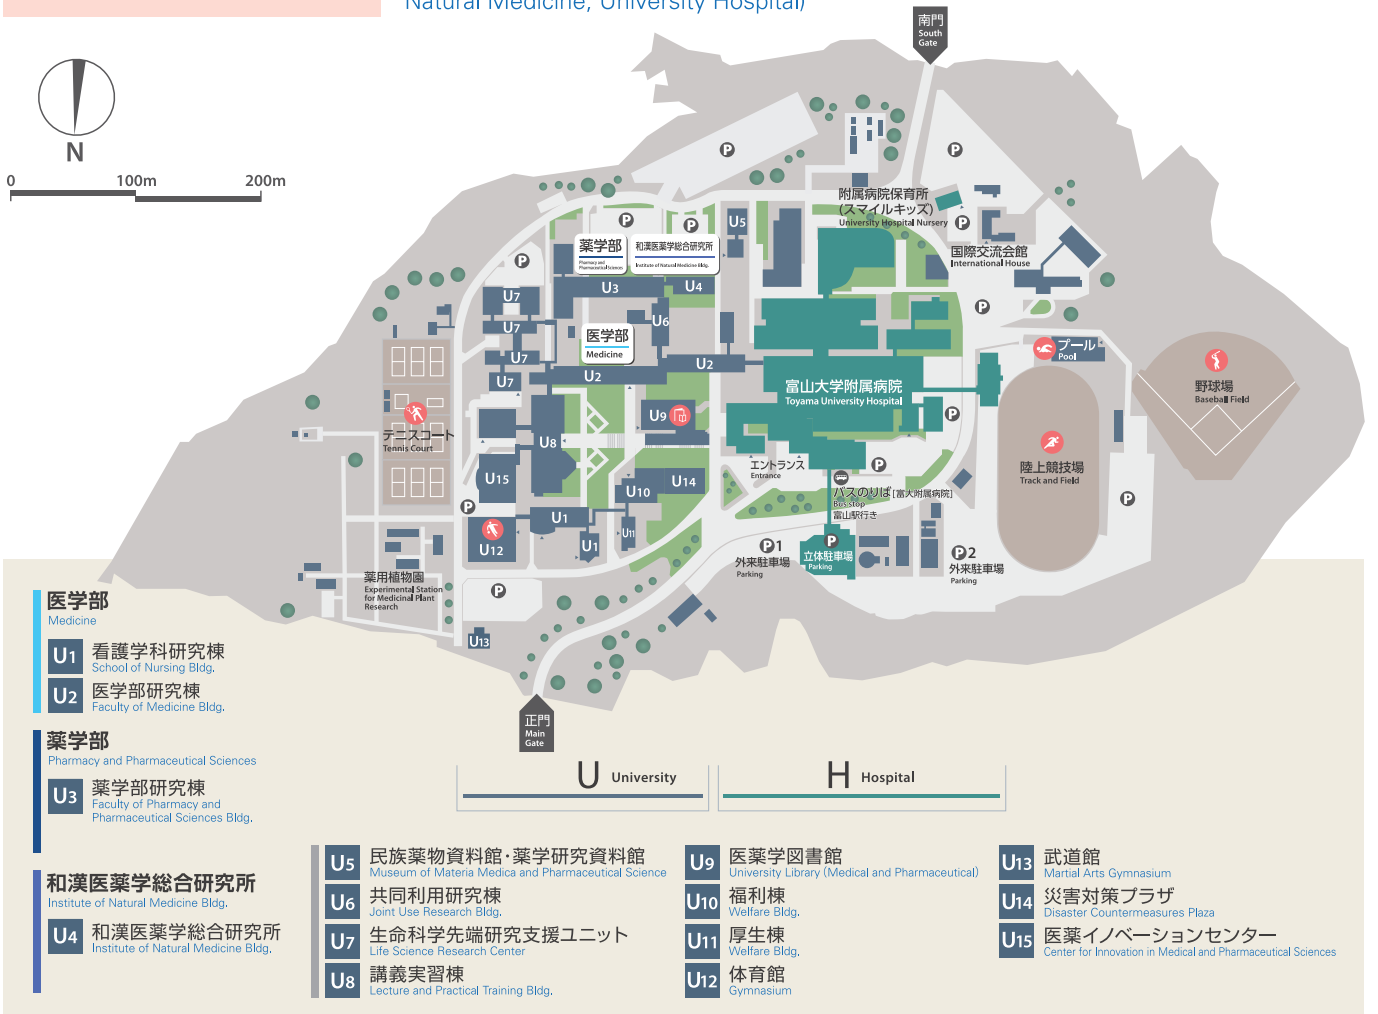 Natural Medicine, University Hospital)
南門
South
Gate
N
0 100m 200m
P
P
附属病院保育所
(スマイルキッズ)
University Hospital Nursery
P
P
U5
P
国際交流会館
International House
薬学部
Pharmacy and
Pharmaceutical Sciences
和漢医薬学総合研究所
Institute of Natural Medicine Bldg.
P
U3
U4
U7
P
U6
U7
医学部
Medicine
プール
Pool
U7
U2
U2
U7
富山大学附属病院
Toyama University Hospital
野球場
Baseball Field
U9
P
テニスコート
Tennis Court
U8
エントランス
Entrance
P
陸上競技場
Track and Field
U15
U14
U10
バスのりば [富大附属病院]
Bus stop
富山駅行き
P
P
U1
U11
U12
U1
P1
外来駐車場
Parking
P
立体駐車場
Parking
P2
外来駐車場
Parking
薬用植物園
Experimental Station
for Medicinal Plant
Research
P
U13
正門
Main
Gate
U University
H Hospital
医学部
Medicine
U1 看護学科研究棟
School of Nursing Bldg.
U2 医学部研究棟
Faculty of Medicine Bldg.
薬学部
Pharmacy and Pharmaceutical Sciences
U3 薬学部研究棟
Faculty of Pharmacy and
Pharmaceutical Sciences Bldg.
和漢医薬学総合研究所
Institute of Natural Medicine Bldg.
U4 和漢医薬学総合研究所
Institute of Natural Medicine Bldg.
U5 民族薬物資料館・薬学研究資料館
Museum of Materia Medica and Pharmaceutical Science
U6 共同利用研究棟
Joint Use Research Bldg.
U7 生命科学先端研究支援ユニット
Life Science Research Center
U8 講義実習棟
Lecture and Practical Training Bldg.
U9 医薬学図書館
University Library (Medical and Pharmaceutical)
U10 福利棟
Welfare Bldg.
U11 厚生棟
Welfare Bldg.
U12 体育館
Gymnasium
U13 武道館
Martial Arts Gymnasium
U14 災害対策プラザ
Disaster Countermeasures Plaza
U15 医薬イノベーションセンター
Center for Innovation in Medical and Pharmaceutical Sciences